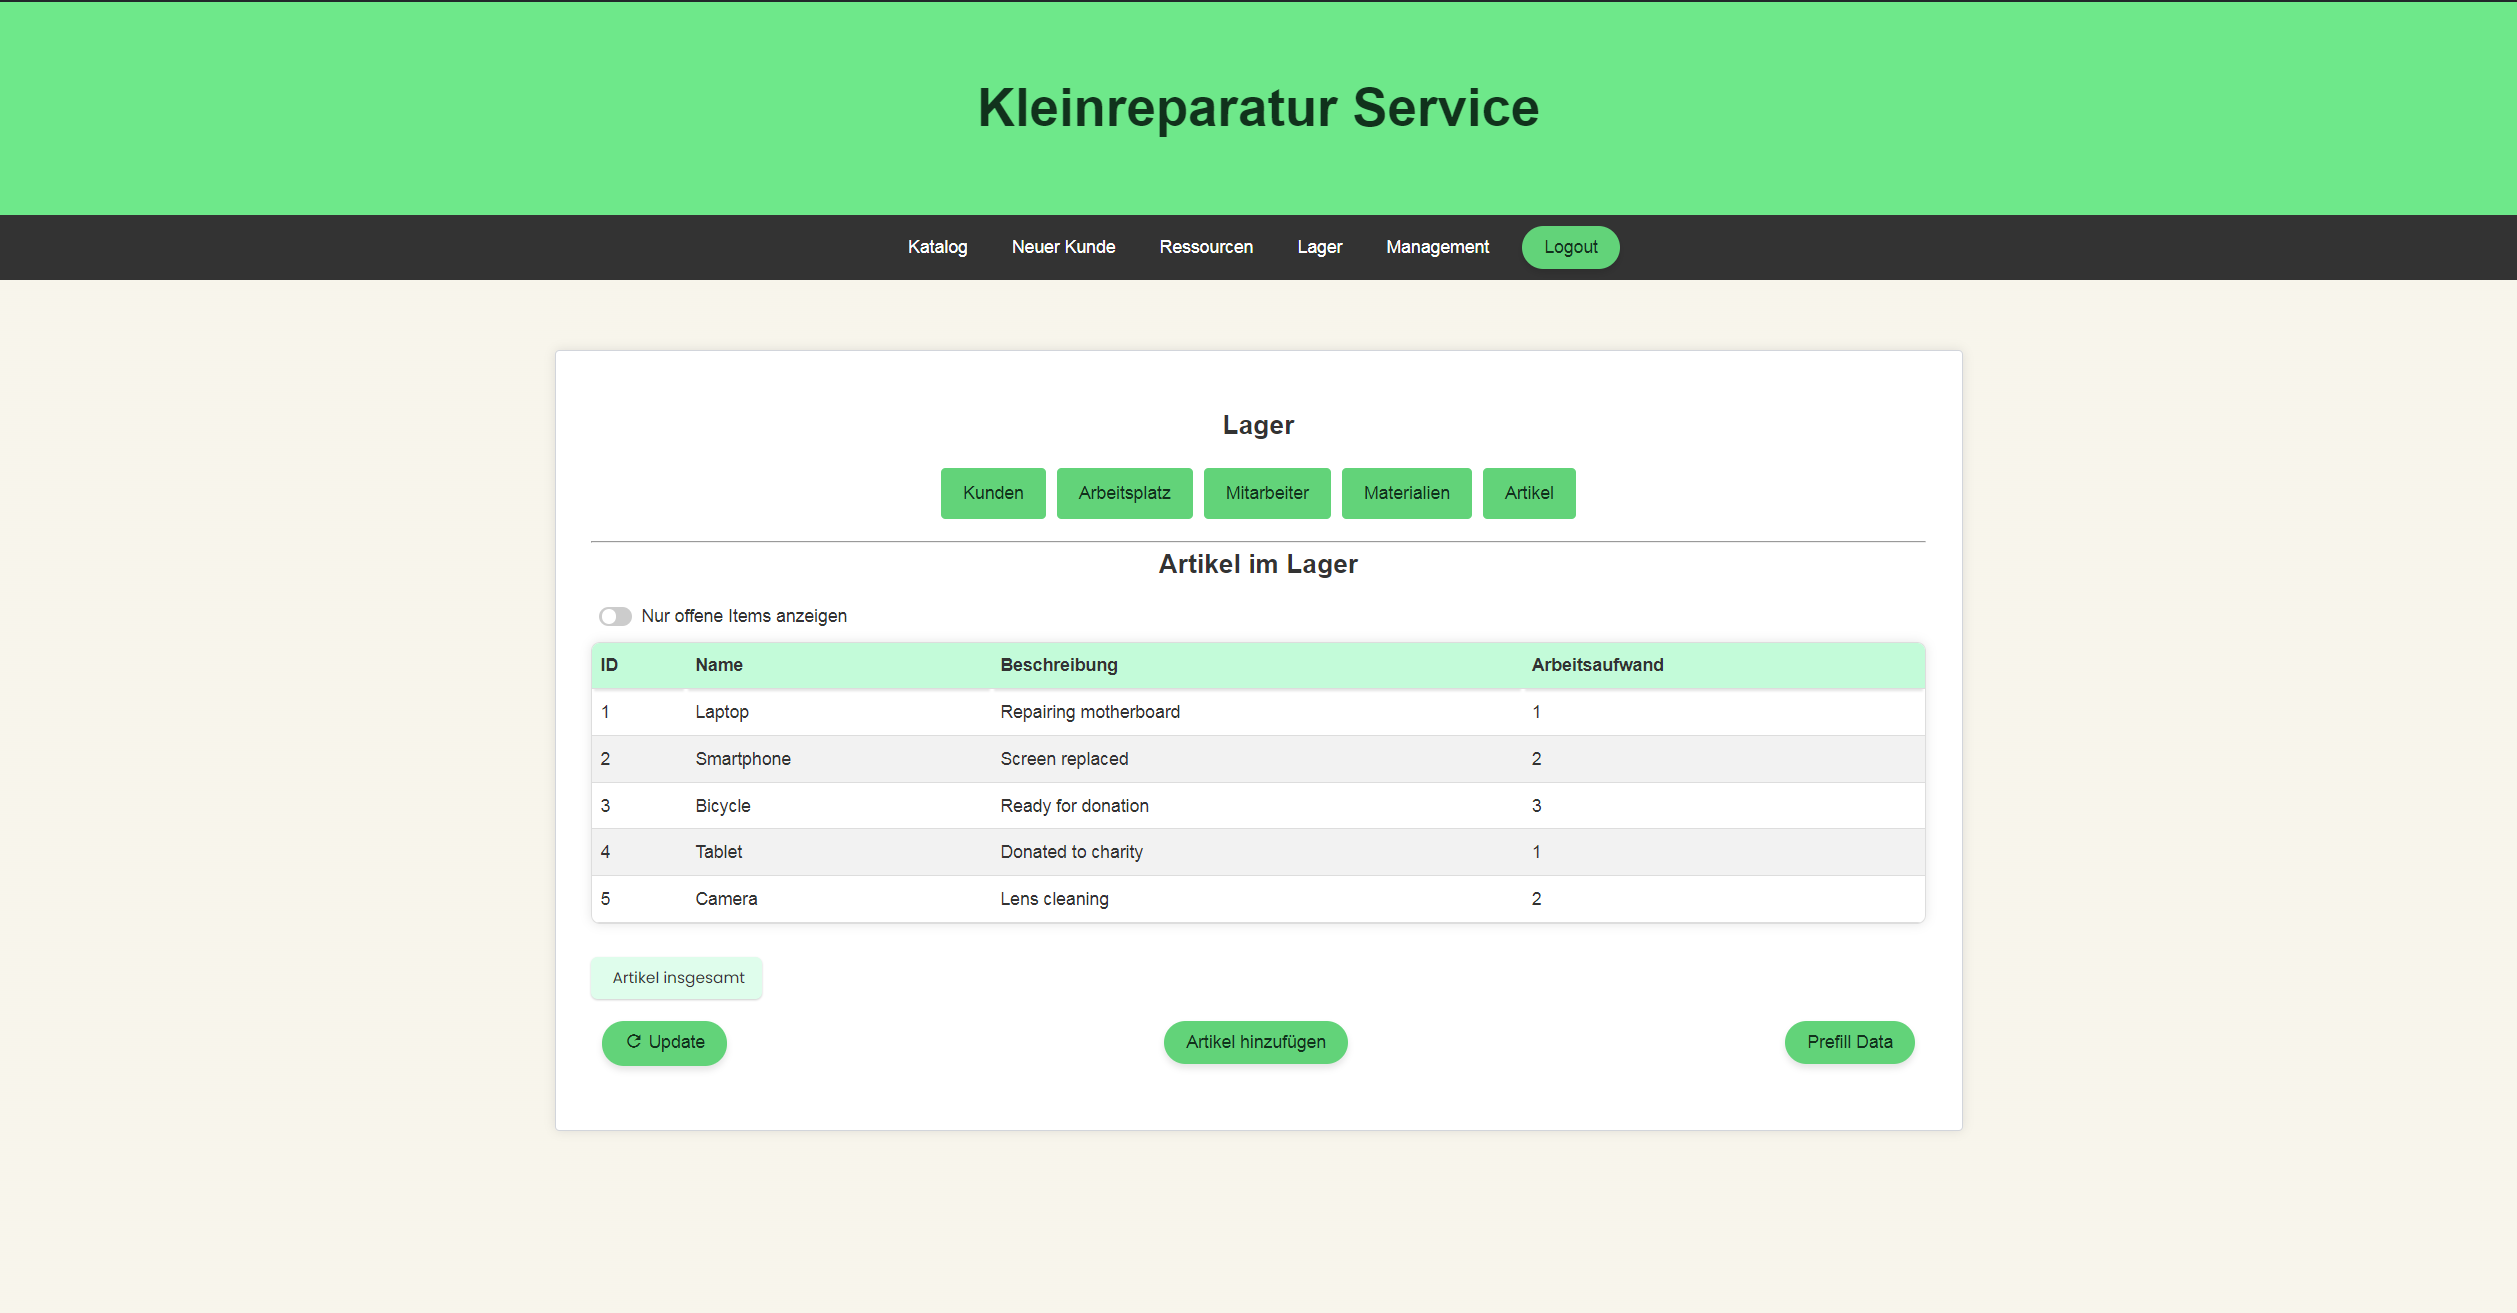 Kleinreparatur Service
Katalog Neuer Kunde Ressourcen Lager Management Logout
Lager
Kunden Arbeitsplatz Mitarbeiter Materialien Artikel
Artikel im Lager
Nur offene Items anzeigen
ID Name Beschreibung Arbeitsaufwand
1 Laptop Repairing motherboard 1
2 Smartphone Screen replaced 2
3 Bicycle Ready for donation 3
4 Tablet Donated to charity 1
5 Camera Lens cleaning 2
Artikel insgesamt
Update Artikel hinzufügen Prefill Data